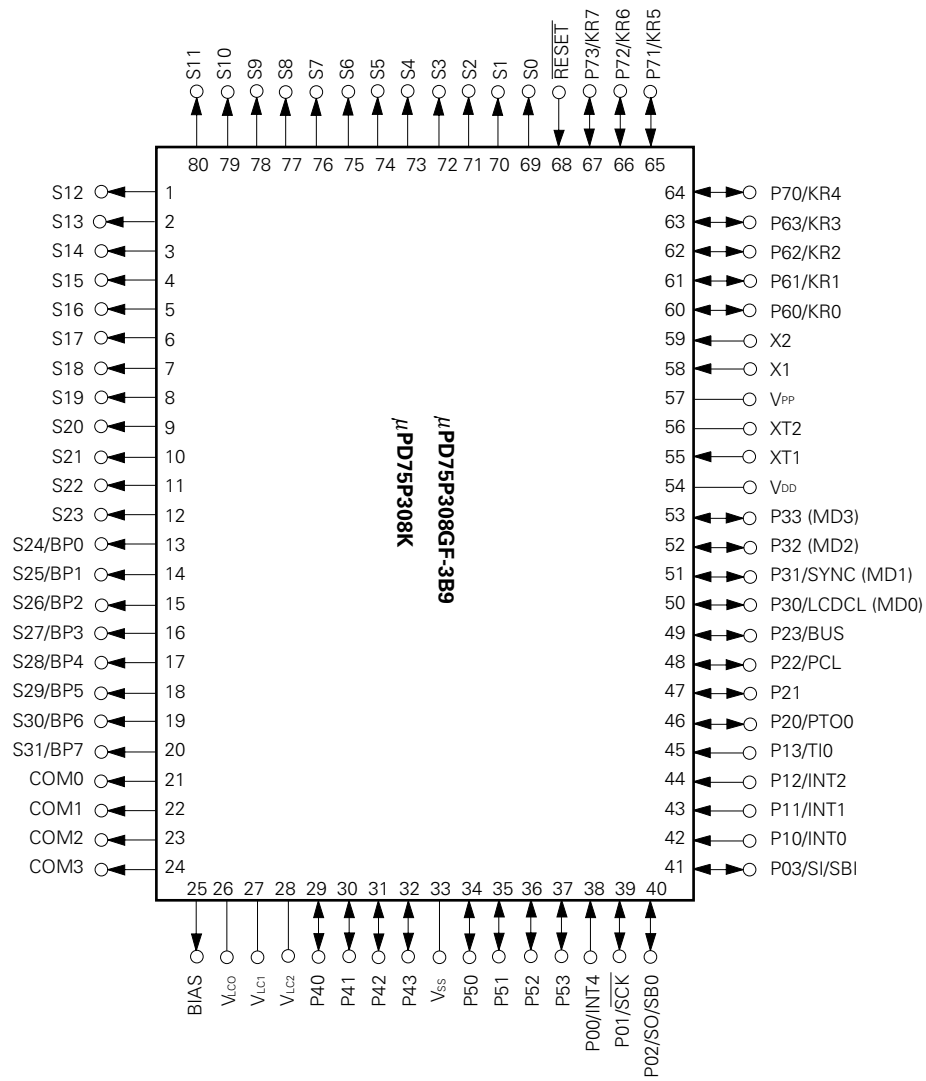 S11 S10 S9 S8 S7 S6 S5 S4 S3 S2 S1 S0 RESET P73/KR7 P72/KR6 P71/KR5
80 79 78 77 76 75 74 73 72 71 70 69 68 67 66 65
S12 1 64 P70/KR4
S13 2 63 P63/KR3
S14 3 62 P62/KR2
S15 4 61 P61/KR1
S16 5 60 P60/KR0
S17 6 59 X2
S18 7 58 X1
S19 8 57 VPP
S20 9 56 XT2
S21 10 55 XT1
S22 11 54 VDD
S23 12 53 P33 (MD3)
S24/BP0 13 52 P32 (MD2)
S25/BP1 14 51 P31/SYNC (MD1)
S26/BP2 15 50 P30/LCDCL (MD0)
S27/BP3 16 49 P23/BUS
S28/BP4 17 48 P22/PCL
S29/BP5 18 47 P21
S30/BP6 19 46 P20/PTO0
S31/BP7 20 45 P13/TI0
COM0 21 44 P12/INT2
COM1 22 43 P11/INT1
COM2 23 42 P10/INT0
COM3 24 41 P03/SI/SBI
μPD75P308GF-3B9
μPD75P308K
25 26 27 28 29 30 31 32 33 34 35 36 37 38 39 40
BIAS VLC0 VLC1 VLC2 P40 P41 P42 P43 VSS P50 P51 P52 P53 P00/INT4 P01/SCK P02/SO/SB0